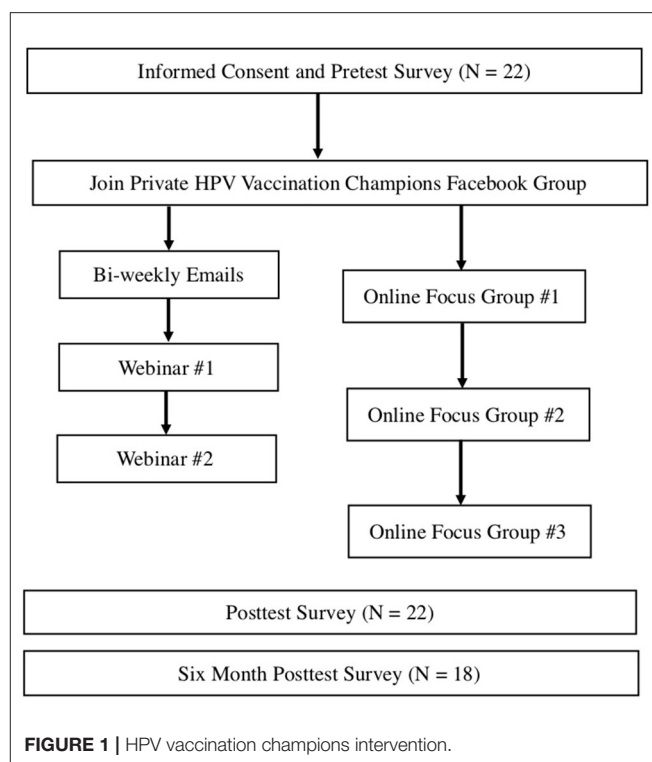 Informed Consent and Pretest Survey (N = 22)
Join Private HPV Vaccination Champions Facebook Group
Bi-weekly Emails
Webinar #1
Webinar #2
Online Focus Group #1
Online Focus Group #2
Online Focus Group #3
Posttest Survey (N = 22)
Six Month Posttest Survey (N = 18)
FIGURE 1 | HPV vaccination champions intervention.